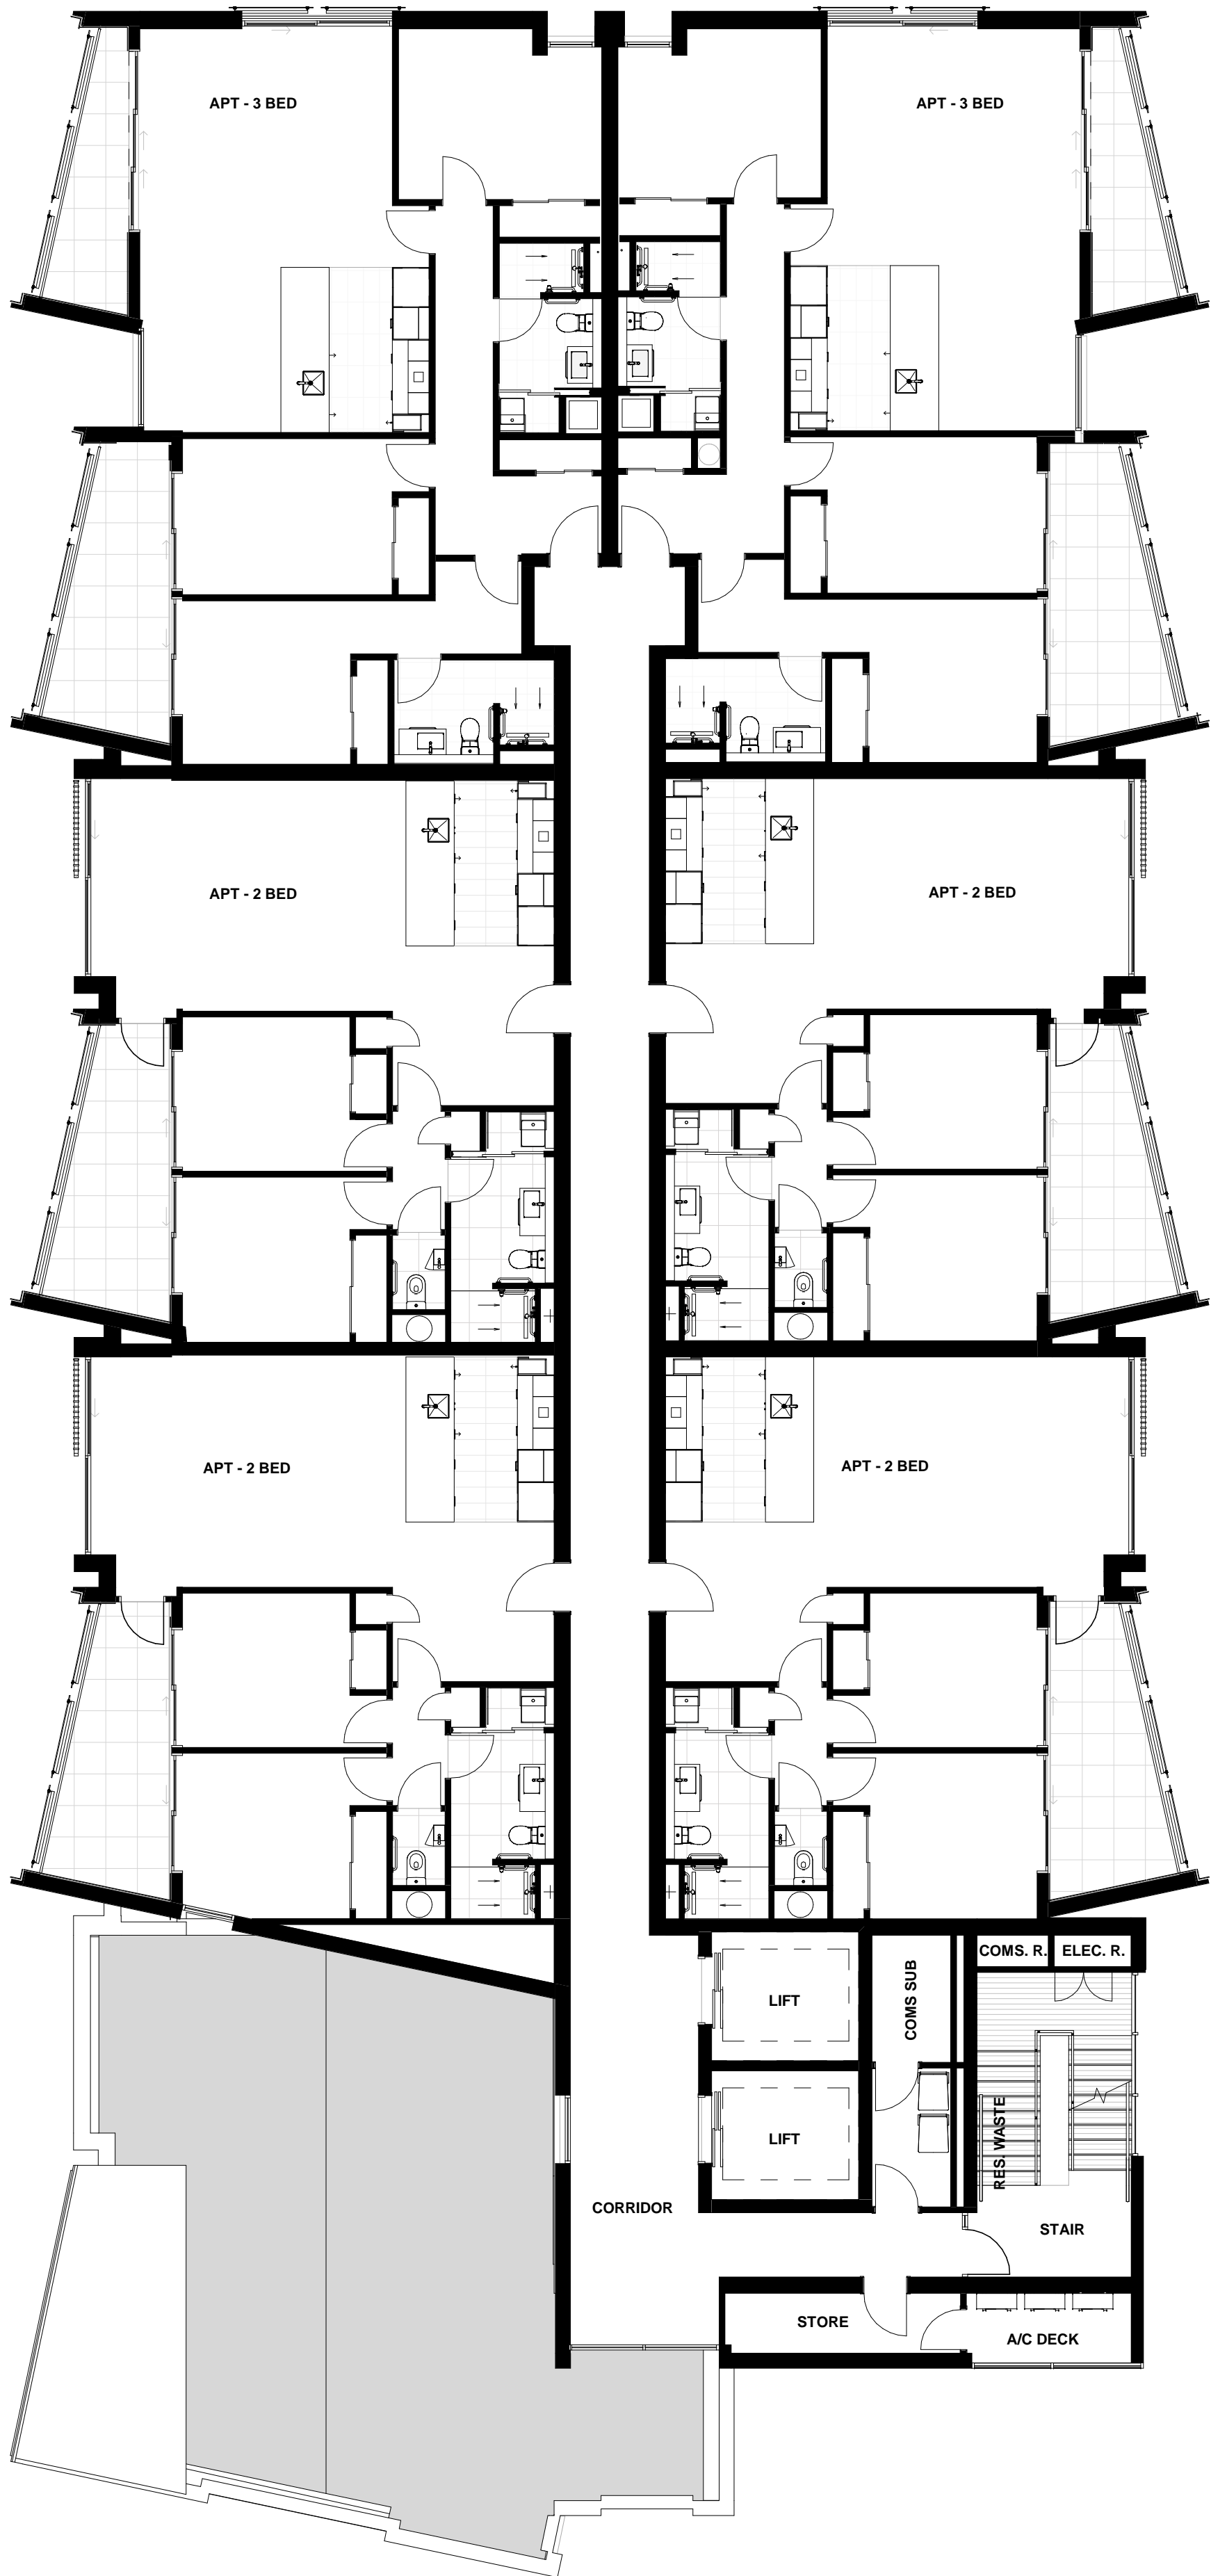 APT - 3 BED
APT - 3 BED
APT - 2 BED
APT - 2 BED
APT - 2 BED
APT - 2 BED
COMS. R.
ELEC. R.
LIFT
COMS SUB
LIFT
RES. WASTE
CORRIDOR
STAIR
STORE
A/C DECK